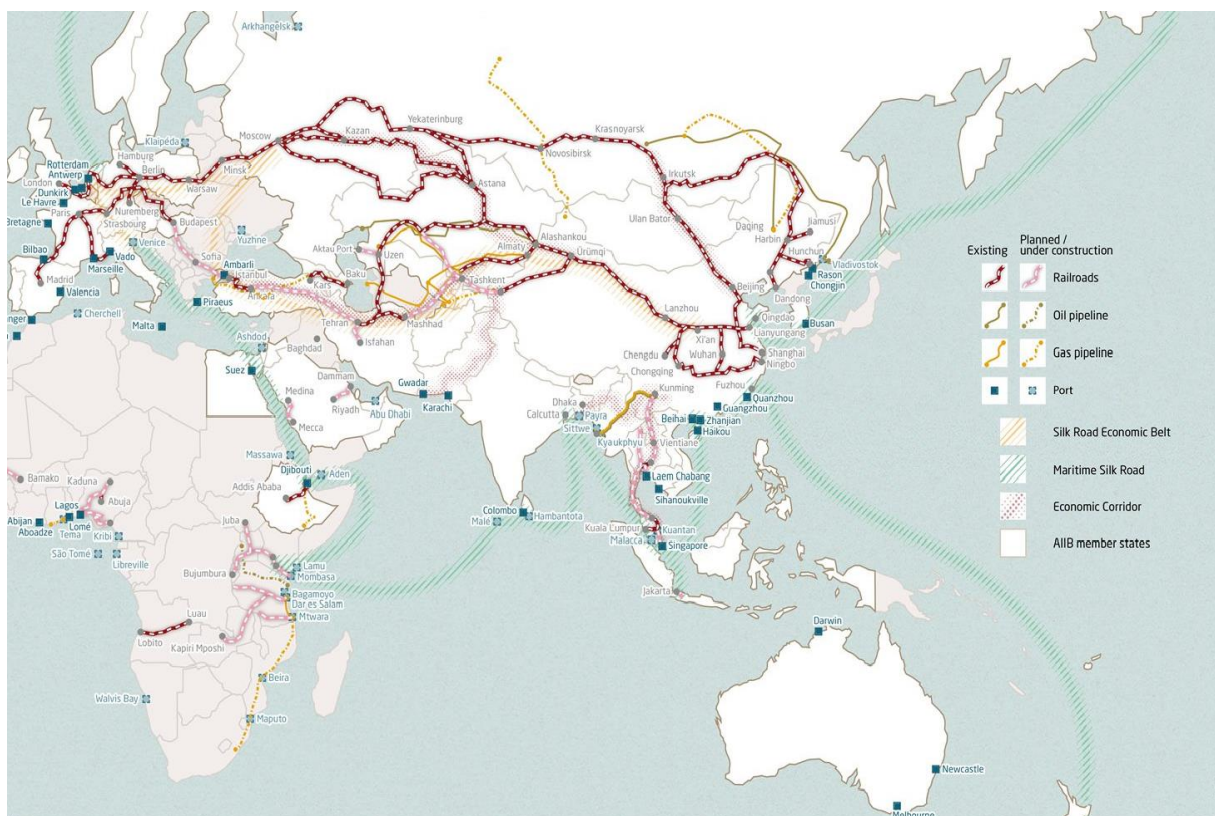 Arkhangelsk
Klaipéda
Moscow
Kazan
Yekaterinburg
Krasnoyarsk
Novosibirsk
Hamburg
Rotterdam
Antwerp
Berlin
Minsk
London
Dunkirk
Warsaw
Le Havre
Paris
Nuremberg
Strasbourg
Budapest
Bretagne
Venice
Yuzhne
Astana
Irkutsk
Ulan Bator
Daqing
Jiamusi
Harbin
Hunchun
Vladivostok
Rason
Chongjin
Bilbao
Vado
Marseille
Madrid
Sofia
Ambarli
Istanbul
Ankara
Kars
Baku
Aktau Port
Uzen
Almaty
Alashankou
Ürümqi
Tashkent
Beijing
Dandong
Valencia
Piraeus
anger
Cherchell
Malta
Tehran
Mashhad
Isfahan
Lanzhou
Qingdao
Lianyungang
Busan
Ashdod
Baghdad
Suez
Xi'an
Chengdu
Wuhan
Chongqing
Shanghai
Ningbo
Medina
Dammam
Riyadh
Mecca
Abu Dhabi
Gwadar
Karachi
Kunming
Fuzhou
Quanzhou
Guangzhou
Dhaka
Calcutta
Payra
Sittwe
Kyaukphyu
Beihai
Zhanjian
Haikou
Vientiane
Massawa
Djibouti
Aden
Addis Ababa
Laem Chabang
Sihanoukville
Bamako
Kaduna
Abuja
Lagos
Abijan
Lomé
Aboadze
Tema
Kribi
São Tomé
Libreville
Juba
Colombo
Hambantota
Malé
Kuala Lumpur
Kuantan
Malacca
Singapore
Bujumbura
Lamu
Mombasa
Bagamoyo
Dar es Salam
Mtwara
Jakarta
Luau
Lobito
Kapiri Mposhi
Darwin
Walvis Bay
Beira
Maputo
Newcastle
Melbourne
Existing
Planned /
under construction
Railroads
Oil pipeline
Gas pipeline
Port
Silk Road Economic Belt
Maritime Silk Road
Economic Corridor
AIIB member states